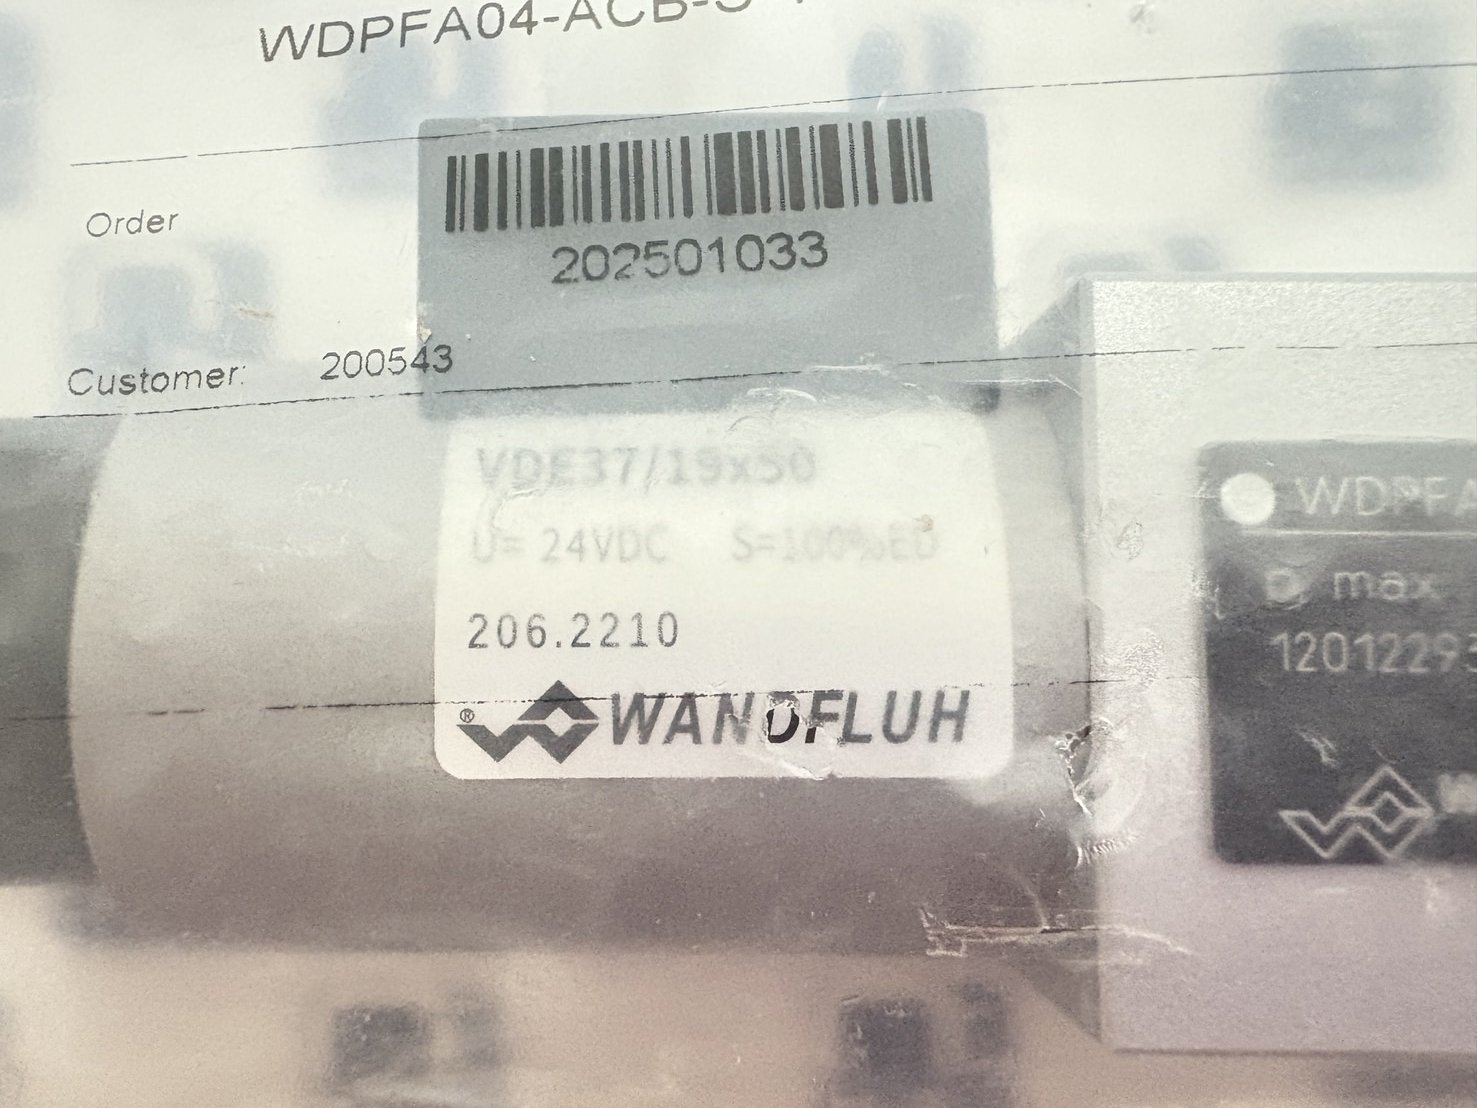 WDPFA04-ACB-S
202501033
Order
Customer: 200543
VDE37/19x50
U= 24VDC S=100%ED
206.2210
® WANDFLUH
WDPFA
p max
1201229